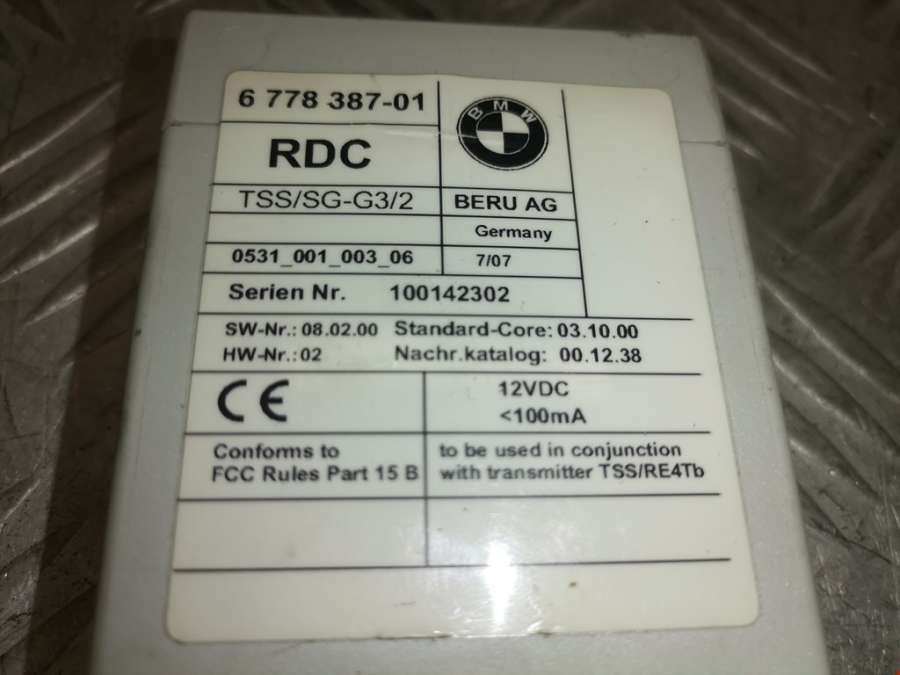 6 778 387-01
BMW
RDC
TSS/SG-G3/2
BERU AG
Germany
0531_001_003_06
7/07
Serien Nr. 100142302
SW-Nr.: 08.02.00 Standard-Core: 03.10.00
HW-Nr.: 02 Nachr.katalog: 00.12.38
CE
12VDC
<100mA
Conforms to
FCC Rules Part 15 B
to be used in conjunction
with transmitter TSS/RE4Tb